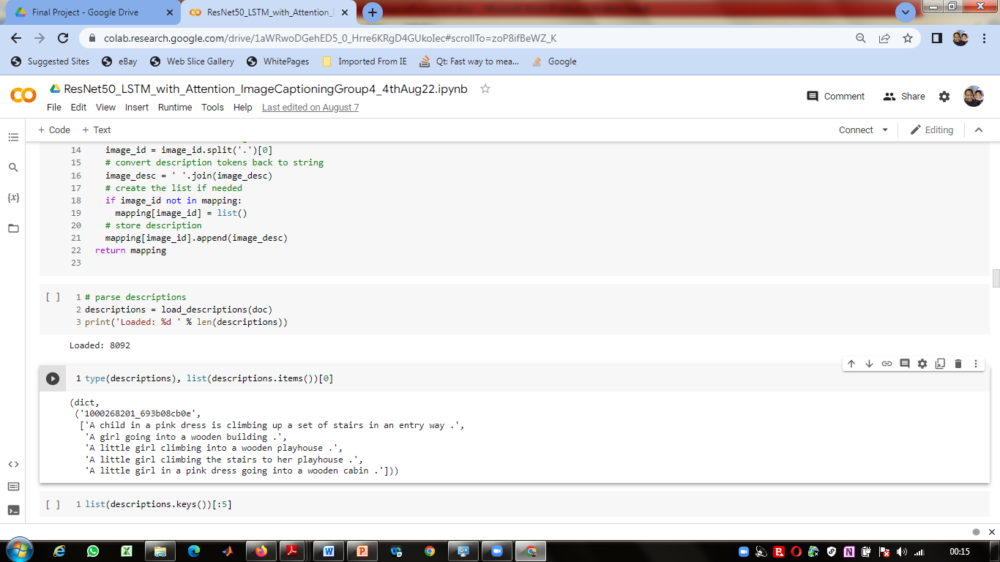 Final Project - Google Drive
ResNet50_LSTM_with_Attention_I
colab.research.google.com/drive/1aWRwoDGehED5_0_Hrre6KRgD4GUkoIec#scrollTo=zoP8ifBeWZ_K
Suggested Sites eBay Web Slice Gallery WhitePages Imported From IE Qt: Fast way to mea... Google
ResNet50_LSTM_with_Attention_ImageCaptioningGroup4_4thAug22.ipynb
Comment Share
File Edit View Insert Runtime Tools Help Last edited on August 7
+ Code + Text Connect Editing
14 image_id = image_id.split('.')[0]
15 # convert description tokens back to string
16 image_desc = ' '.join(image_desc)
17 # create the list if needed
18 if image_id not in mapping:
19 mapping[image_id] = list()
20 # store description
21 mapping[image_id].append(image_desc)
22 return mapping
23
[ ] 1 # parse descriptions
2 descriptions = load_descriptions(doc)
3 print('Loaded: %d ' % len(descriptions))
Loaded: 8092
1 type(descriptions), list(descriptions.items())[0]
(dict,
('1000268201_693b08cb0e',
['A child in a pink dress is climbing up a set of stairs in an entry way .',
'A girl going into a wooden building .',
'A little girl climbing into a wooden playhouse .',
'A little girl climbing the stairs to her playhouse .',
'A little girl in a pink dress going into a wooden cabin .']))
[ ] 1 list(descriptions.keys())[:5]
00:15